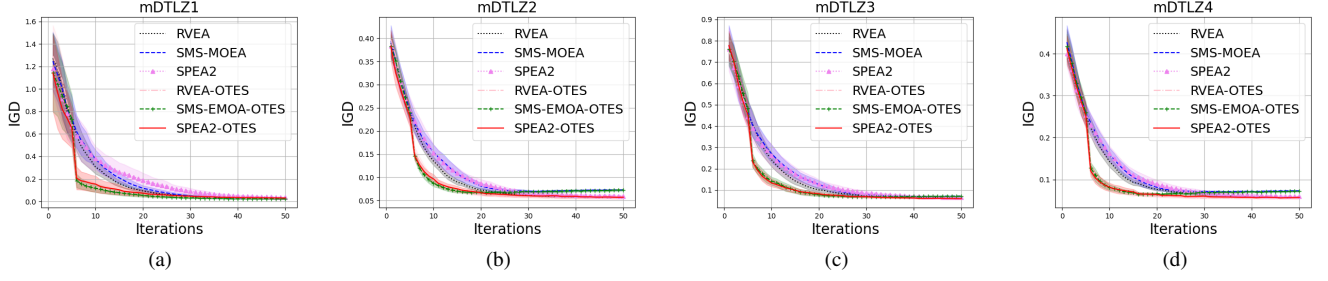 mDTLZ1
IGD
1.6
1.4
1.2
1.0
0.8
0.6
0.4
0.2
0.0
RVEA
SMS-MOEA
SPEA2
RVEA-OTES
SMS-EMOA-OTES
SPEA2-OTES
0 10 20 30 40 50
Iterations
(a)
mDTLZ2
IGD
0.40
0.35
0.30
0.25
0.20
0.15
0.10
0.05
RVEA
SMS-MOEA
SPEA2
RVEA-OTES
SMS-EMOA-OTES
SPEA2-OTES
0 10 20 30 40 50
Iterations
(b)
mDTLZ3
IGD
0.9
0.8
0.7
0.6
0.5
0.4
0.3
0.2
0.1
RVEA
SMS-MOEA
SPEA2
RVEA-OTES
SMS-EMOA-OTES
SPEA2-OTES
0 10 20 30 40 50
Iterations
(c)
mDTLZ4
IGD
0.4
0.3
0.2
0.1
RVEA
SMS-MOEA
SPEA2
RVEA-OTES
SMS-EMOA-OTES
SPEA2-OTES
0 10 20 30 40 50
Iterations
(d)